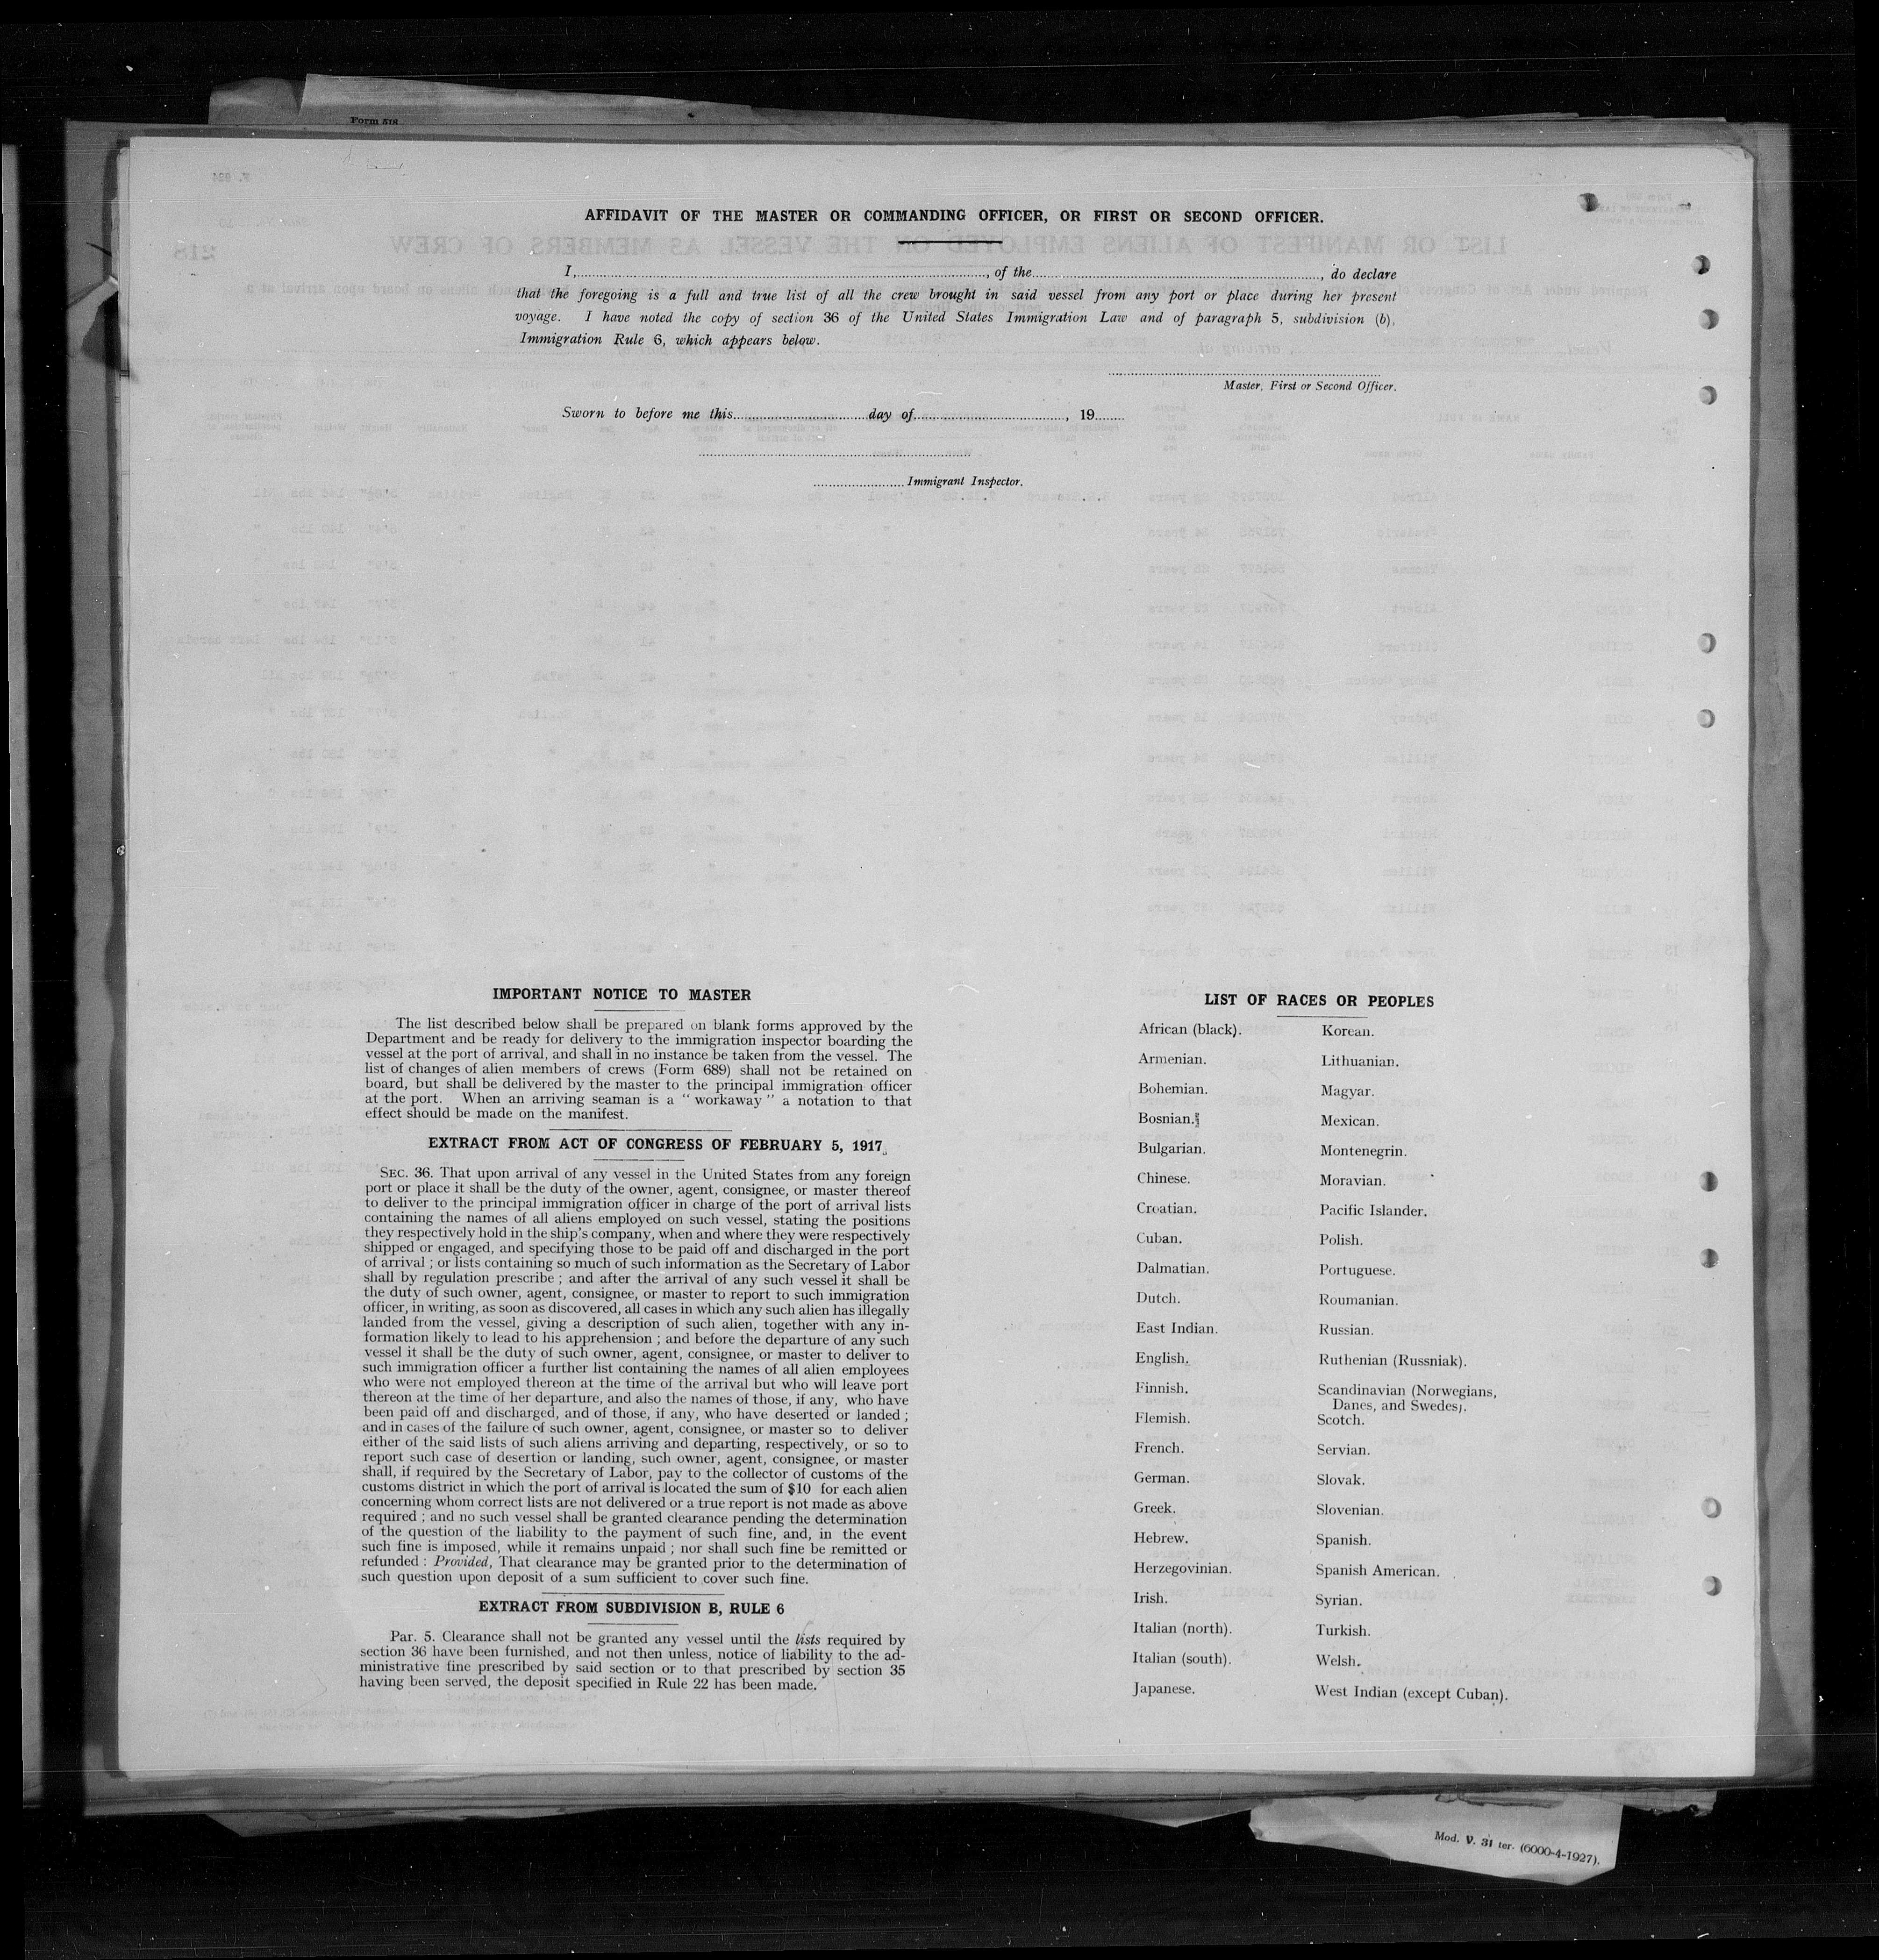 Form 518
AFFIDAVIT OF THE MASTER OR COMMANDING OFFICER, OR FIRST OR SECOND OFFICER.
I,..............................., of the..............................., do declare
that the foregoing is a full and true list of all the crew brought in said vessel from any port or place during her present
voyage. I have noted the copy of section 36 of the United States Immigration Law and of paragraph 5, subdivision (b),
Immigration Rule 6, which appears below.
Master, First or Second Officer.
Sworn to before me this...............day of..............................., 19.......
.....................Immigrant Inspector.
IMPORTANT NOTICE TO MASTER
The list described below shall be prepared on blank forms approved by the
Department and be ready for delivery to the immigration inspector boarding the
vessel at the port of arrival, and shall in no instance be taken from the vessel. The
list of changes of alien members of crews (Form 689) shall not be retained on
board, but shall be delivered by the master to the principal immigration officer
at the port. When an arriving seaman is a “ workaway ” a notation to that
effect should be made on the manifest.
EXTRACT FROM ACT OF CONGRESS OF FEBRUARY 5, 1917.
SEC. 36. That upon arrival of any vessel in the United States from any foreign
port or place it shall be the duty of the owner, agent, consignee, or master thereof
to deliver to the principal immigration officer in charge of the port of arrival lists
containing the names of all aliens employed on such vessel, stating the positions
they respectively hold in the ship's company, when and where they were respectively
shipped or engaged, and specifying those to be paid off and discharged in the port
of arrival ; or lists containing so much of such information as the Secretary of Labor
shall by regulation prescribe ; and after the arrival of any such vessel it shall be
the duty of such owner, agent, consignee, or master to report to such immigration
officer, in writing, as soon as discovered, all cases in which any such alien has illegally
landed from the vessel, giving a description of such alien, together with any in-
formation likely to lead to his apprehension ; and before the departure of any such
vessel it shall be the duty of such owner, agent, consignee, or master to deliver to
such immigration officer a further list containing the names of all alien employees
who were not employed thereon at the time of the arrival but who will leave port
thereon at the time of her departure, and also the names of those, if any, who have
been paid off and discharged, and of those, if any, who have deserted or landed ;
and in cases of the failure of such owner, agent, consignee, or master so to deliver
either of the said lists of such aliens arriving and departing, respectively, or so to
report such case of desertion or landing, such owner, agent, consignee, or master
shall, if required by the Secretary of Labor, pay to the collector of customs of the
customs district in which the port of arrival is located the sum of $10 for each alien
concerning whom correct lists are not delivered or a true report is not made as above
required ; and no such vessel shall be granted clearance pending the determination
of the question of the liability to the payment of such fine, and, in the event
such fine is imposed, while it remains unpaid ; nor shall such fine be remitted or
refunded : Provided, That clearance may be granted prior to the determination of
such question upon deposit of a sum sufficient to cover such fine.
EXTRACT FROM SUBDIVISION B, RULE 6
Par. 5. Clearance shall not be granted any vessel until the lists required by
section 36 have been furnished, and not then unless, notice of liability to the ad-
ministrative fine prescribed by said section or to that prescribed by section 35
having been served, the deposit specified in Rule 22 has been made.
LIST OF RACES OR PEOPLES
African (black).
Armenian.
Bohemian.
Bosnian.
Bulgarian.
Chinese.
Croatian.
Cuban.
Dalmatian.
Dutch.
East Indian.
English.
Finnish.
Flemish.
French.
German.
Greek.
Hebrew.
Herzegovinian.
Irish.
Italian (north).
Italian (south).
Japanese.
Korean.
Lithuanian.
Magyar.
Mexican.
Montenegrin.
Moravian.
Pacific Islander.
Polish.
Portuguese.
Roumanian.
Russian.
Ruthenian (Russniak).
Scandinavian (Norwegians,
Danes, and Swedes).
Scotch.
Servian.
Slovak.
Slovenian.
Spanish.
Spanish American.
Syrian.
Turkish.
Welsh.
West Indian (except Cuban).
Mod. V. 31 ter. (6000-4-1927).